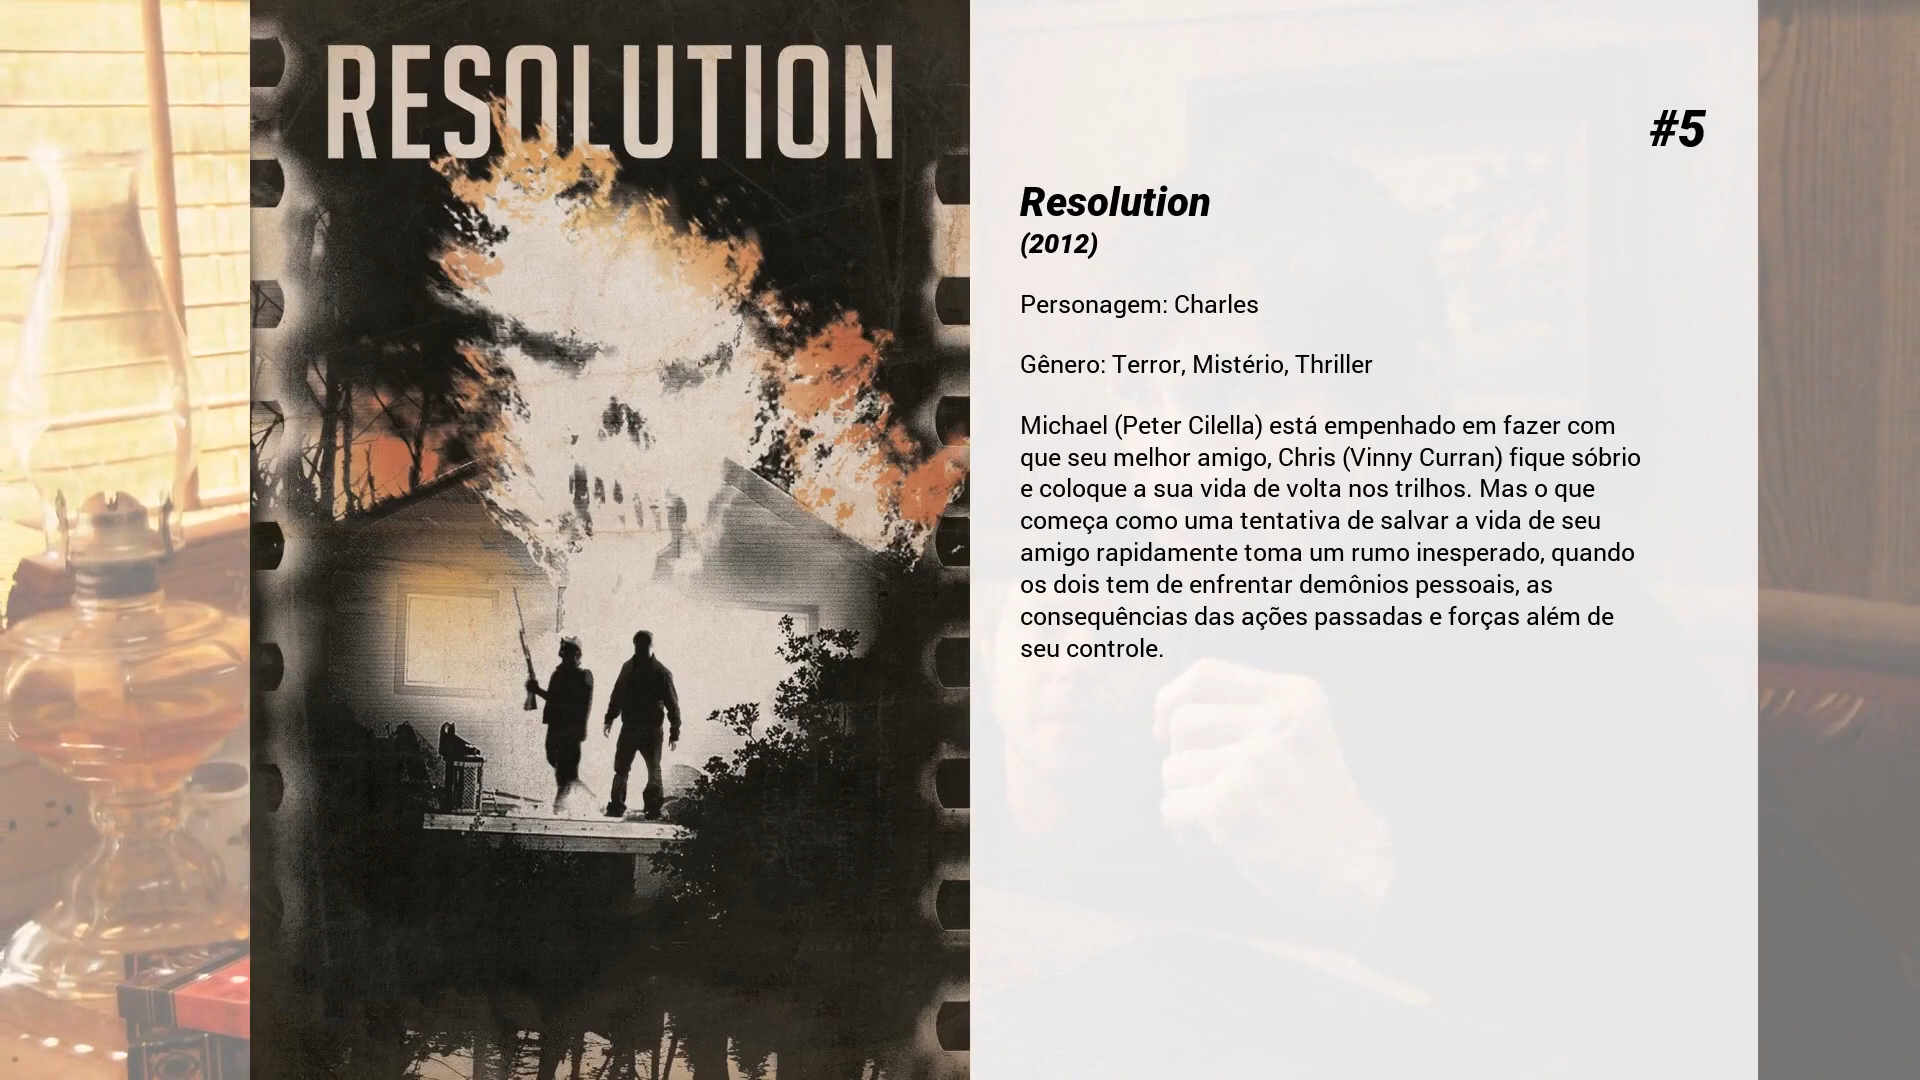 RESOLUTION
#5
Resolution
(2012)
Personagem: Charles
Gênero: Terror, Mistério, Thriller
Michael (Peter Cilella) está empenhado em fazer com
que seu melhor amigo, Chris (Vinny Curran) fique sóbrio
e coloque a sua vida de volta nos trilhos. Mas o que
começa como uma tentativa de salvar a vida de seu
amigo rapidamente toma um rumo inesperado, quando
os dois tem de enfrentar demônios pessoais, as
consequências das ações passadas e forças além de
seu controle.